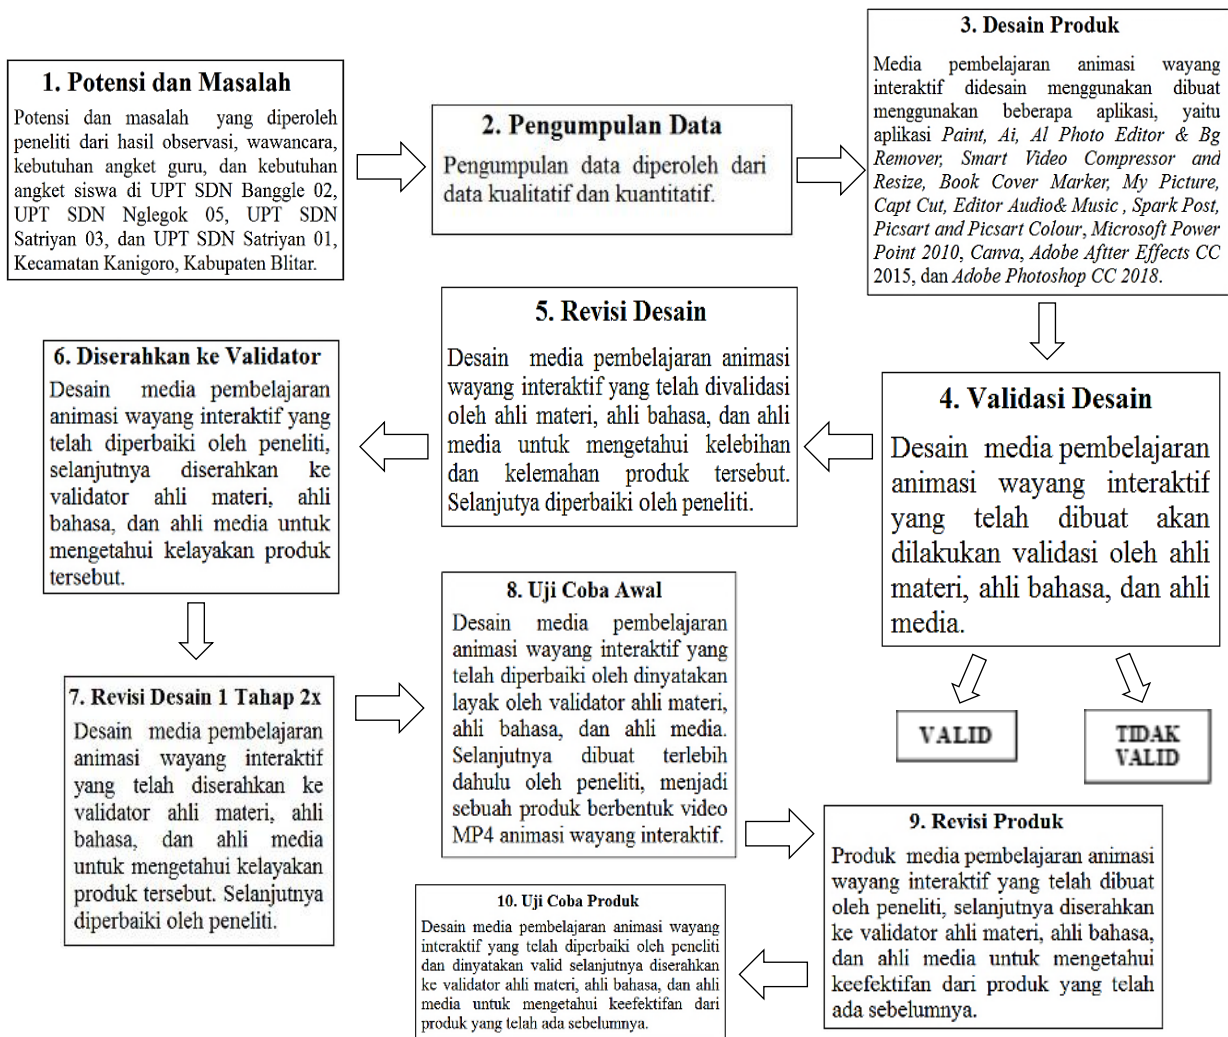 1. Potensi dan Masalah
Potensi dan masalah yang diperoleh
peneliti dari hasil observasi, wawancara,
kebutuhan angket guru, dan kebutuhan
angket siswa di UPT SDN Banggle 02,
UPT SDN Nglegok 05, UPT SDN
Satriyan 03, dan UPT SDN Satriyan 01,
Kecamatan Kanigoro, Kabupaten Blitar.
2. Pengumpulan Data
Pengumpulan data diperoleh dari
data kualitatif dan kuantitatif.
3. Desain Produk
Media pembelajaran animasi wayang
interaktif didesain menggunakan dibuat
menggunakan beberapa aplikasi, yaitu
aplikasi Paint, Ai, Al Photo Editor & Bg
Remover, Smart Video Compressor and
Resize, Book Cover Marker, My Picture,
Capt Cut, Editor Audio& Music , Spark Post,
Picsart and Picsart Colour, Microsoft Power
Point 2010, Canva, Adobe Aftter Effects CC
2015, dan Adobe Photoshop CC 2018.
4. Validasi Desain
Desain media pembelajaran
animasi wayang interaktif
yang telah dibuat akan
dilakukan validasi oleh ahli
materi, ahli bahasa, dan ahli
media.
VALID
TIDAK
VALID
5. Revisi Desain
Desain media pembelajaran animasi
wayang interaktif yang telah divalidasi
oleh ahli materi, ahli bahasa, dan ahli
media untuk mengetahui kelebihan
dan kelemahan produk tersebut.
Selanjutya diperbaiki oleh peneliti.
6. Diserahkan ke Validator
Desain media pembelajaran
animasi wayang interaktif yang
telah diperbaiki oleh peneliti,
selanjutnya diserahkan ke
validator ahli materi, ahli
bahasa, dan ahli media untuk
mengetahui kelayakan produk
tersebut.
7. Revisi Desain 1 Tahap 2x
Desain media pembelajaran
animasi wayang interaktif
yang telah diserahkan ke
validator ahli materi, ahli
bahasa, dan ahli media
untuk mengetahui kelayakan
produk tersebut. Selanjutnya
diperbaiki oleh peneliti.
8. Uji Coba Awal
Desain media pembelajaran
animasi wayang interaktif yang
telah diperbaiki oleh dinyatakan
layak oleh validator ahli materi,
ahli bahasa, dan ahli media.
Selanjutnya dibuat terlebih
dahulu oleh peneliti, menjadi
sebuah produk berbentuk video
MP4 animasi wayang interaktif.
9. Revisi Produk
Produk media pembelajaran animasi
wayang interaktif yang telah dibuat
oleh peneliti, selanjutnya diserahkan
ke validator ahli materi, ahli bahasa,
dan ahli media untuk mengetahui
keefektifan dari produk yang telah
ada sebelumnya.
10. Uji Coba Produk
Desain media pembelajaran animasi wayang
interaktif yang telah diperbaiki oleh peneliti
dan dinyatakan valid selanjutnya diserahkan
ke validator ahli materi, ahli bahasa, dan ahli
media untuk mengetahui keefektifan dari
produk yang telah ada sebelumnya.